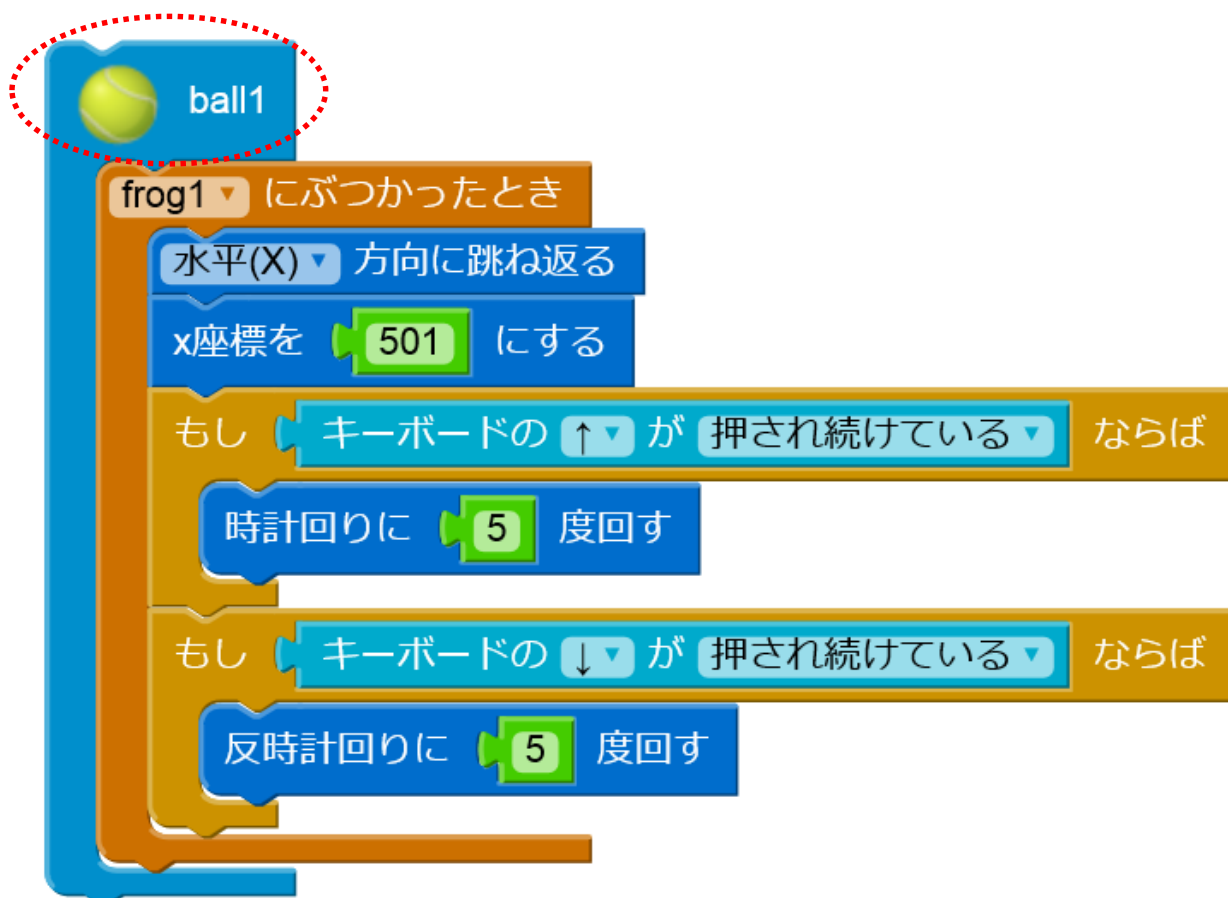 ball1
frog1 にぶつかったとき
水平(X) 方向に跳ね返る
x座標を 501 にする
もし キーボードの ↑ が 押され続けている ならば
時計回りに 5 度回す
もし キーボードの ↓ が 押され続けている ならば
反時計回りに 5 度回す